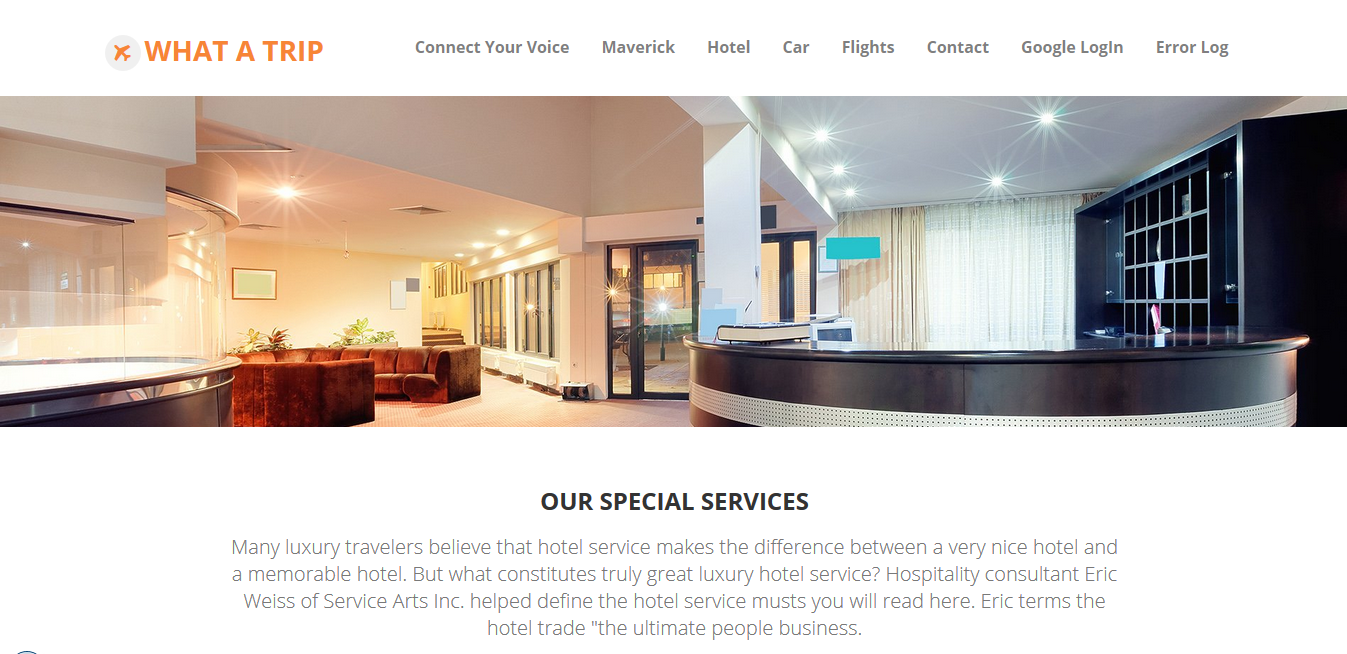 WHAT A TRIP
Connect Your Voice Maverick Hotel Car Flights Contact Google LogIn Error Log
OUR SPECIAL SERVICES
Many luxury travelers believe that hotel service makes the difference between a very nice hotel and
a memorable hotel. But what constitutes truly great luxury hotel service? Hospitality consultant Eric
Weiss of Service Arts Inc. helped define the hotel service musts you will read here. Eric terms the
hotel trade "the ultimate people business.